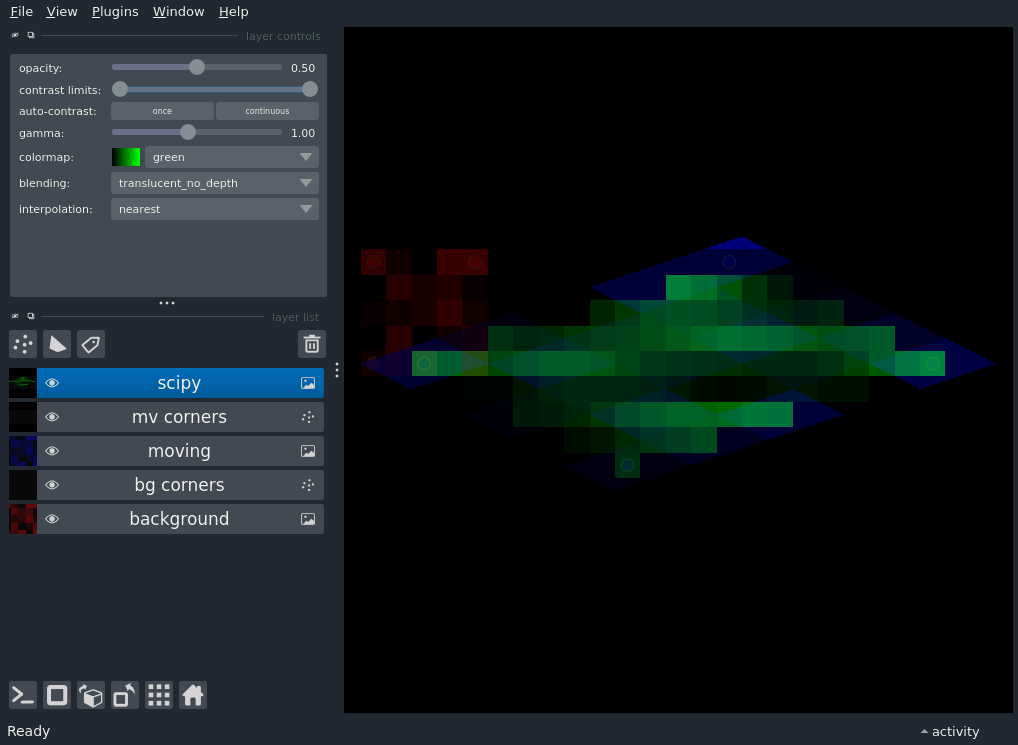 File View Plugins Window Help
layer controls
opacity: 0.50
contrast limits:
auto-contrast: once continuous
gamma: 1.00
colormap: green
blending: translucent_no_depth
interpolation: nearest
layer list
scipy
mv corners
moving
bg corners
background
Ready activity